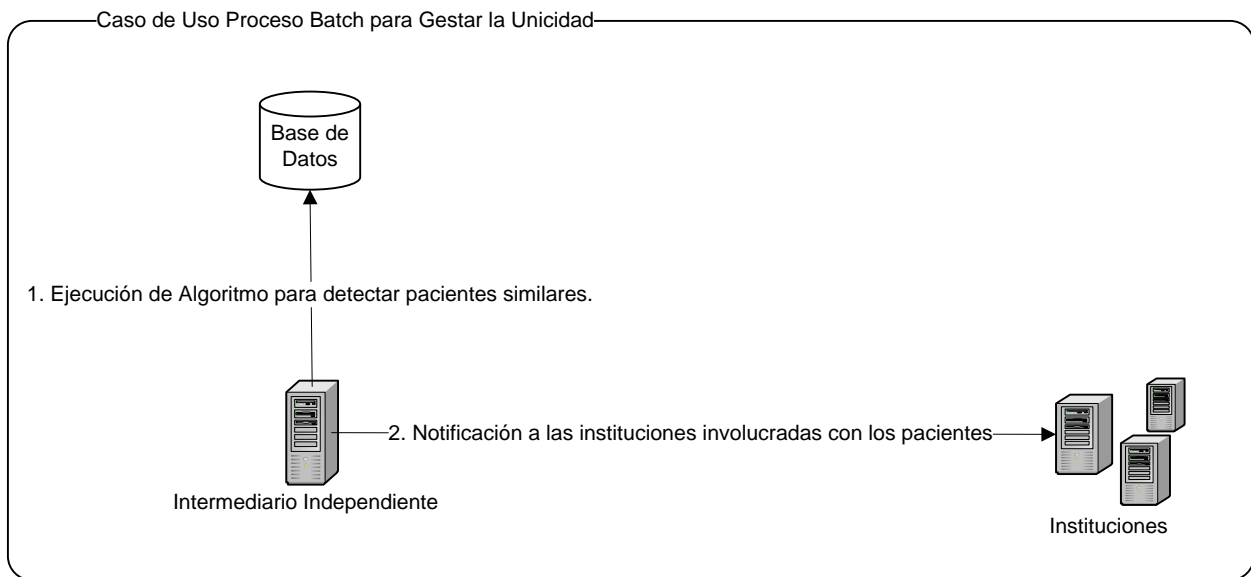 Caso de Uso Proceso Batch para Gestar la Unicidad
Base de
Datos
1. Ejecución de Algoritmo para detectar pacientes similares.
2. Notificación a las instituciones involucradas con los pacientes
Intermediario Independiente
Instituciones